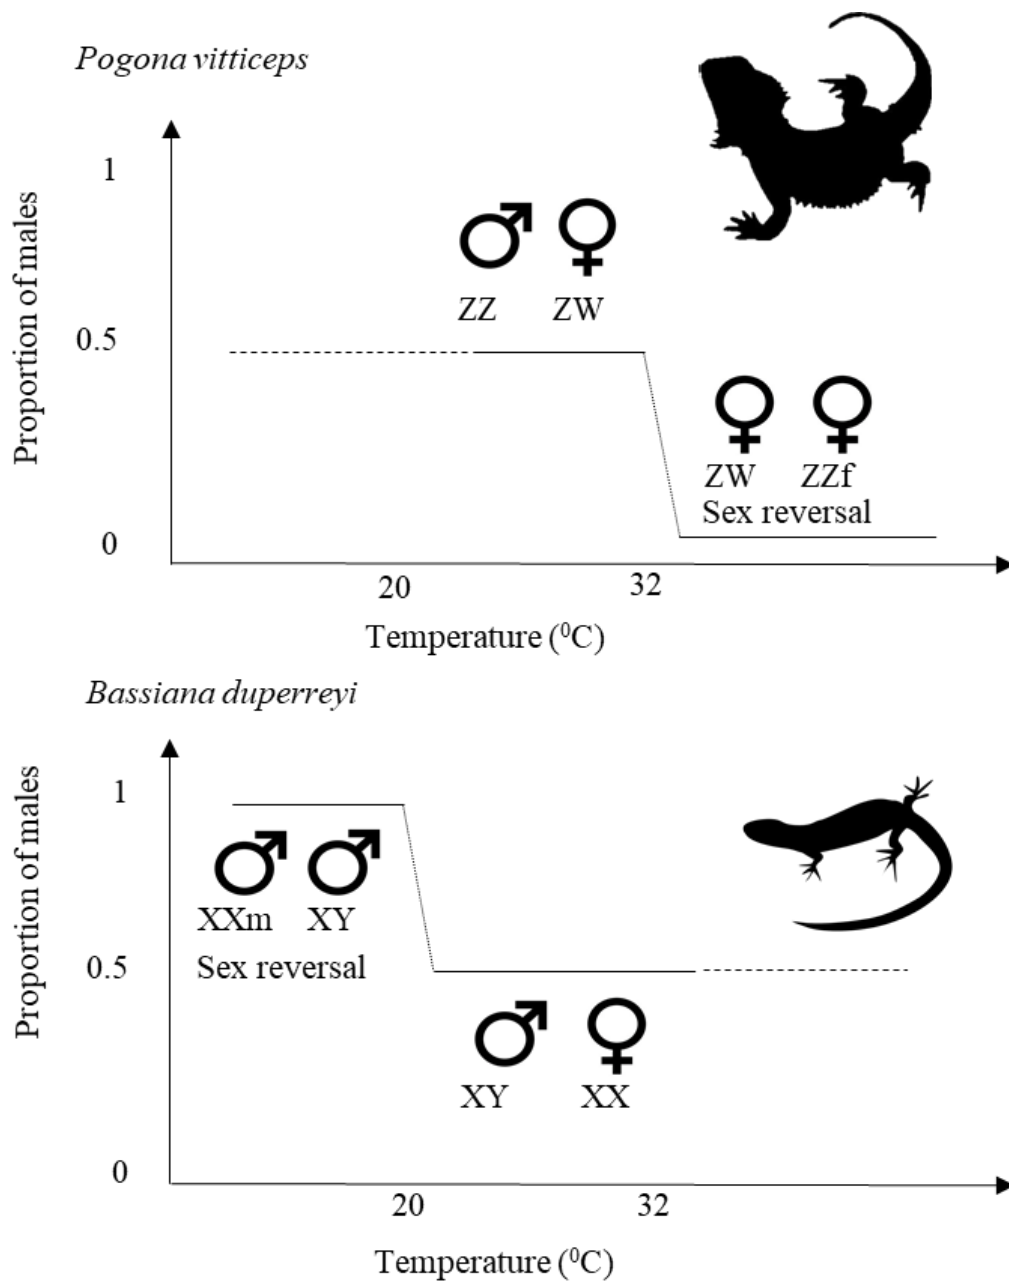 Pogona vitticeps
Proportion of males
1
0.5
0
ZZ ZW
ZW ZZf
Sex reversal
20 32
Temperature (⁰C)
Bassiana duperreyi
Proportion of males
1
0.5
0
XXm XY
Sex reversal
XY XX
20 32
Temperature (⁰C)